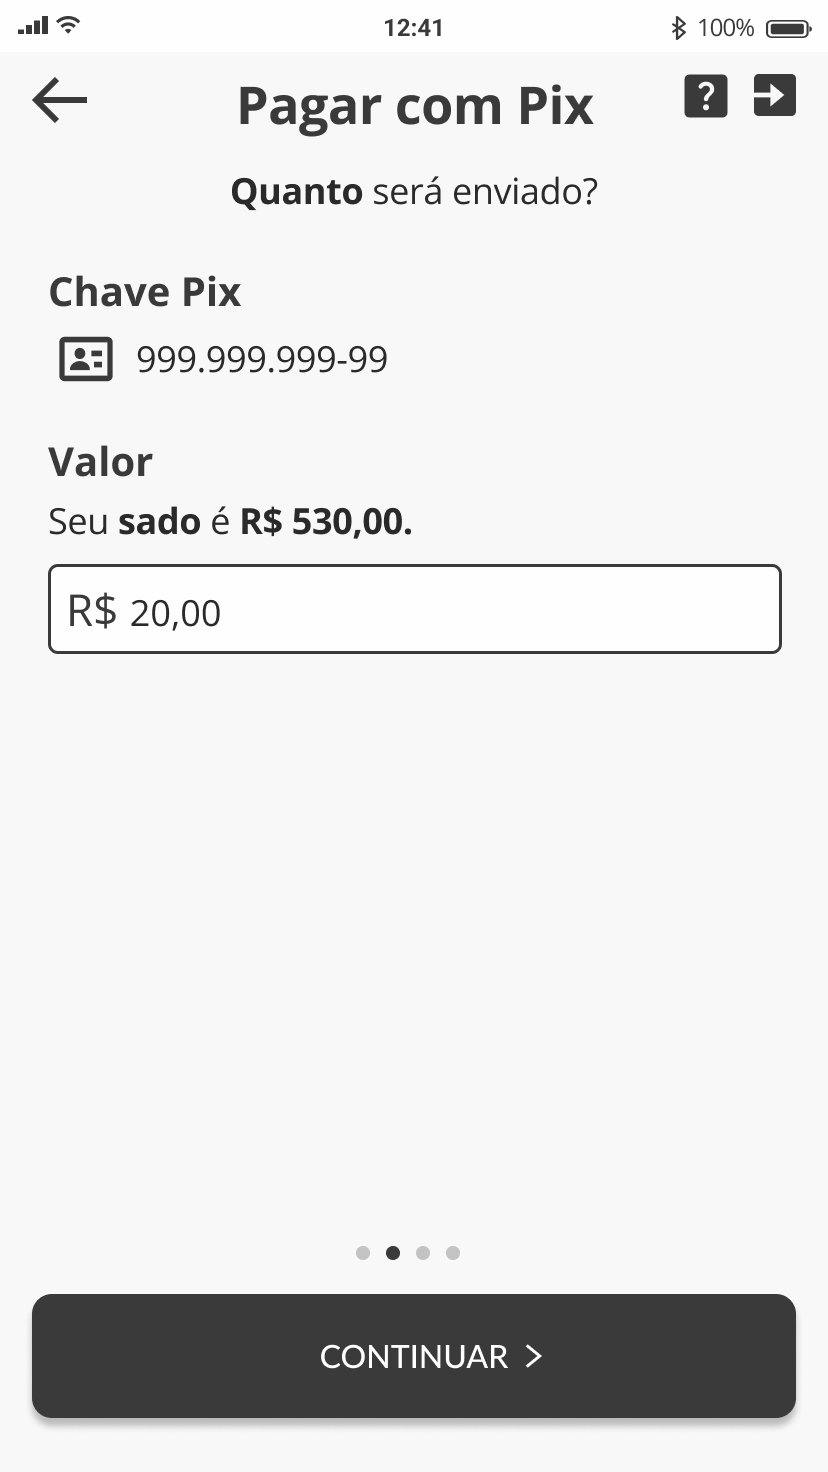 12:41
100%
Pagar com Pix
?
Quanto será enviado?
Chave Pix
999.999.999-99
Valor
Seu sado é R$ 530,00.
R$ 20,00
CONTINUAR >